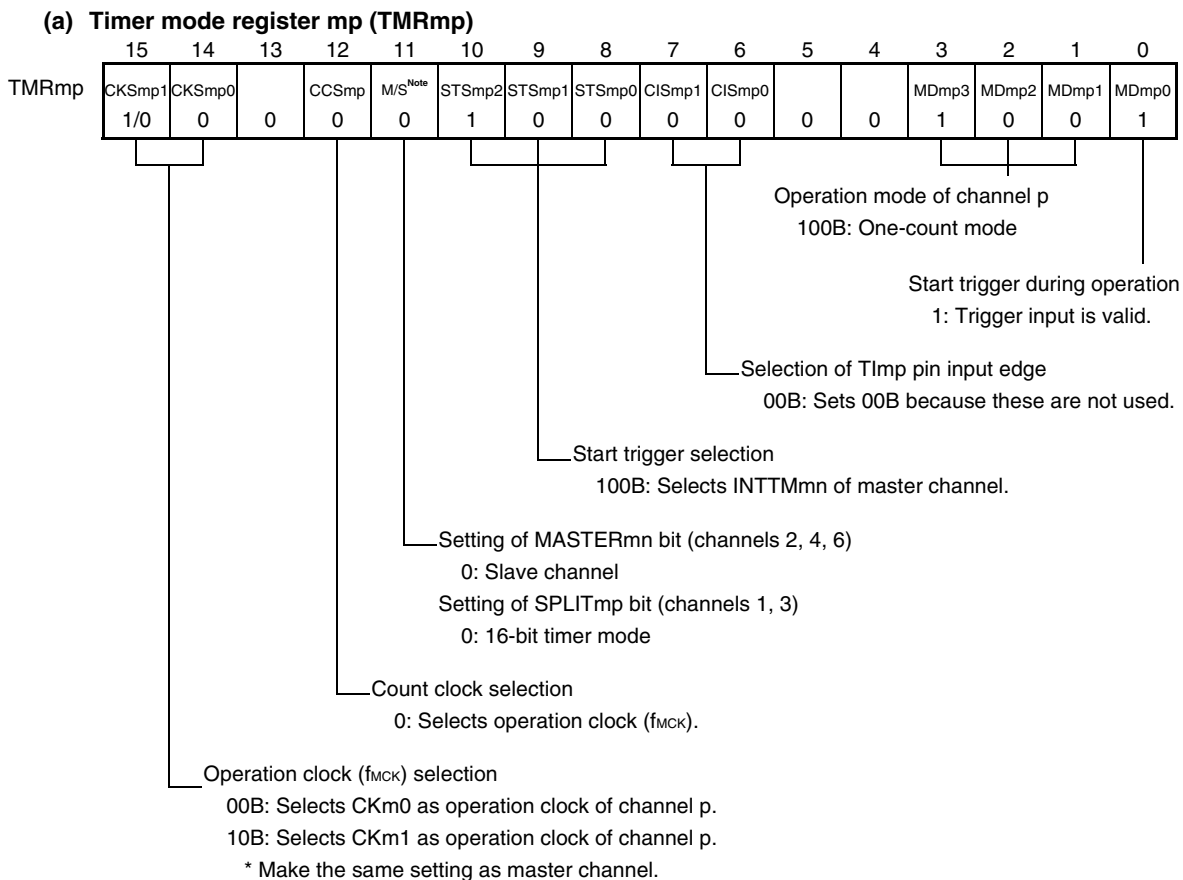 (a) Timer mode register mp (TMRmp)
15 14 13 12 11 10 9 8 7 6 5 4 3 2 1 0
TMRmp CKSmp1 CKSmp0 CCSmp M/S Note STSmp2 STSmp1 STSmp0 CISmp1 CISmp0 MDmp3 MDmp2 MDmp1 MDmp0
1/0 0 0 0 0 1 0 0 0 0 0 0 1 0 0 1
Operation mode of channel p
100B: One-count mode
Start trigger during operation
1: Trigger input is valid.
Selection of TImp pin input edge
00B: Sets 00B because these are not used.
Start trigger selection
100B: Selects INTTMmn of master channel.
Setting of MASTERmn bit (channels 2, 4, 6)
0: Slave channel
Setting of SPLITmp bit (channels 1, 3)
0: 16-bit timer mode
Count clock selection
0: Selects operation clock (fMCK).
Operation clock (fMCK) selection
00B: Selects CKm0 as operation clock of channel p.
10B: Selects CKm1 as operation clock of channel p.
* Make the same setting as master channel.